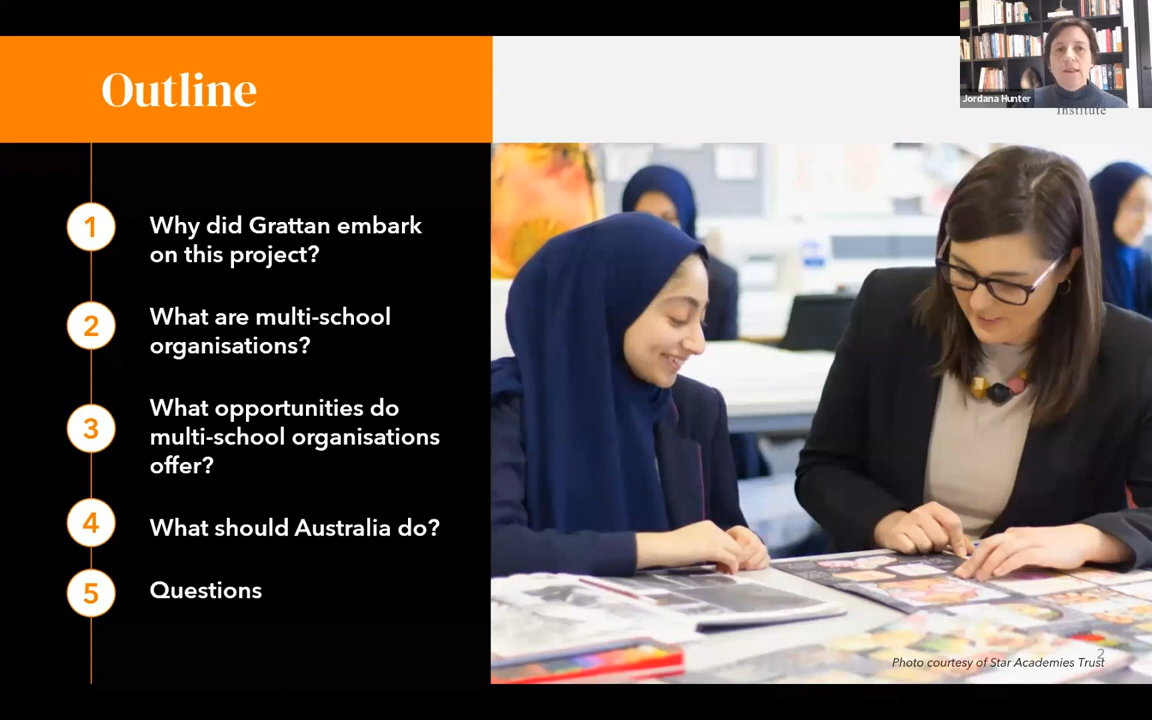 Outline
Jordana Hunter
Institute
1
Why did Grattan embark
on this project?
2
What are multi-school
organisations?
3
What opportunities do
multi-school organisations
offer?
4
What should Australia do?
5
Questions
2
Photo courtesy of Star Academies Trust